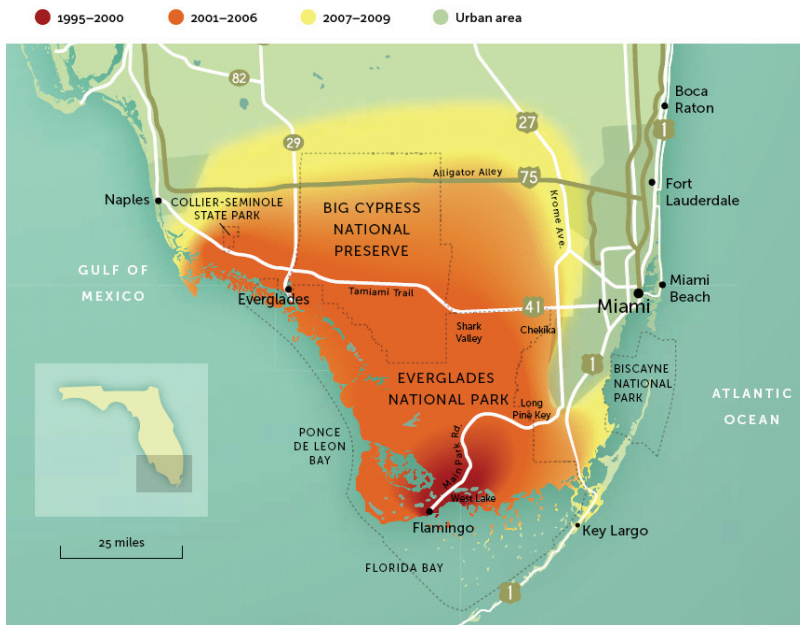 1995–2000
2001–2006
2007–2009
Urban area
82
27
Boca
Raton
1
29
Alligator Alley
75
Fort
Lauderdale
Naples
COLLIER-SEMINOLE
STATE PARK
BIG CYPRESS
NATIONAL
PRESERVE
Krome Ave.
GULF OF
MEXICO
Everglades
Tamiami Trail
41
Miami
Miami
Beach
Shark
Valley
Chekika
1
BISCAYNE
NATIONAL
PARK
EVERGLADES
NATIONAL PARK
Long
Pine Key
ATLANTIC
OCEAN
PONCE
DE LEON
BAY
Main Park Rd.
West Lake
Flamingo
Key Largo
25 miles
FLORIDA BAY
1